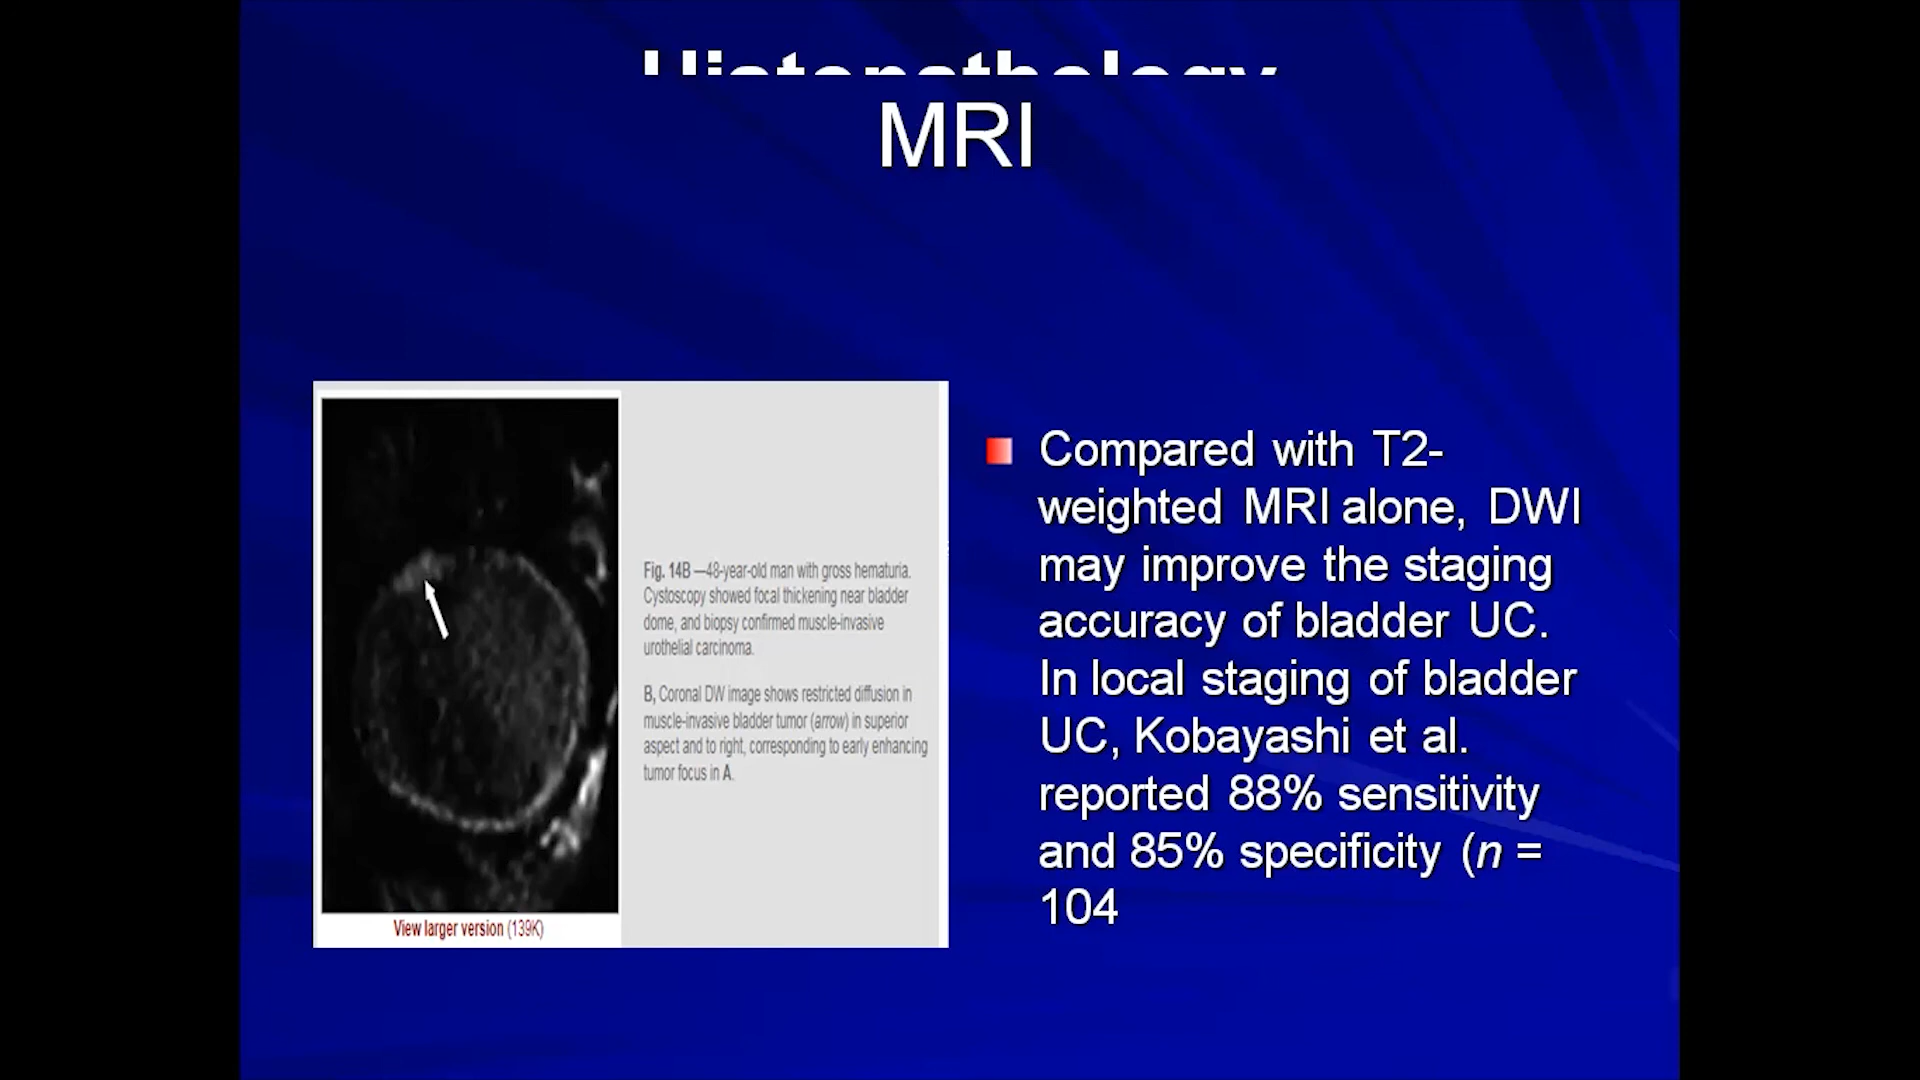 Histopathology
MRI
Compared with T2-
weighted MRI alone, DWI
may improve the staging
accuracy of bladder UC.
In local staging of bladder
UC, Kobayashi et al.
reported 88% sensitivity
and 85% specificity (n =
104
Fig. 14B —48-year-old man with gross hematuria.
Cystoscopy showed focal thickening near bladder
dome, and biopsy confirmed muscle-invasive
urothelial carcinoma.
B, Coronal DW image shows restricted diffusion in
muscle-invasive bladder tumor (arrow) in superior
aspect and to right, corresponding to early enhancing
tumor focus in A.
View larger version (139K)